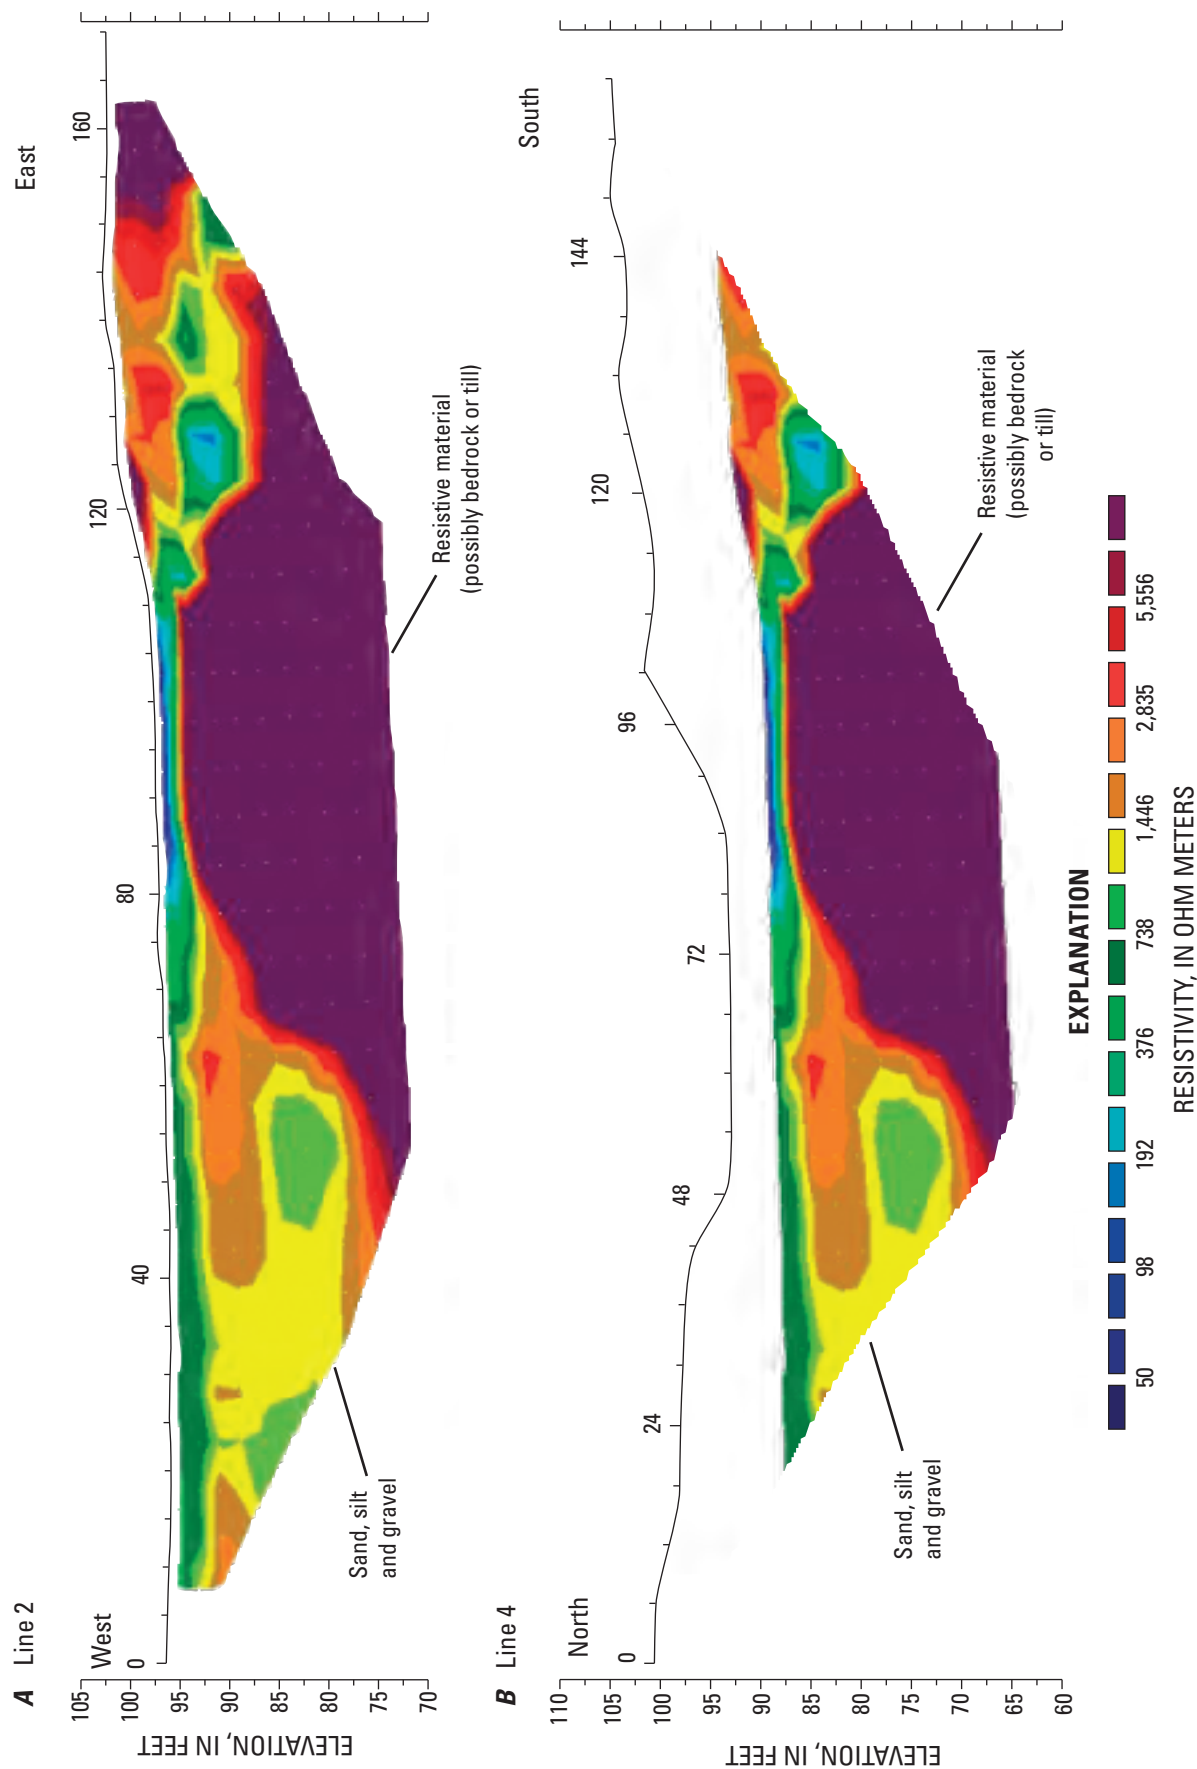 A Line 2
West
East
0
40
80
120
160
105
100
95
90
85
80
75
70
ELEVATION, IN FEET
Sand, silt
and gravel
Resistive material
(possibly bedrock or till)
B Line 4
North
South
0
24
48
72
96
120
144
110
105
100
95
90
85
80
75
70
65
60
ELEVATION, IN FEET
Sand, silt
and gravel
Resistive material
(possibly bedrock
or till)
EXPLANATION
50
98
192
376
738
1,446
2,835
5,556
RESISTIVITY, IN OHM METERS